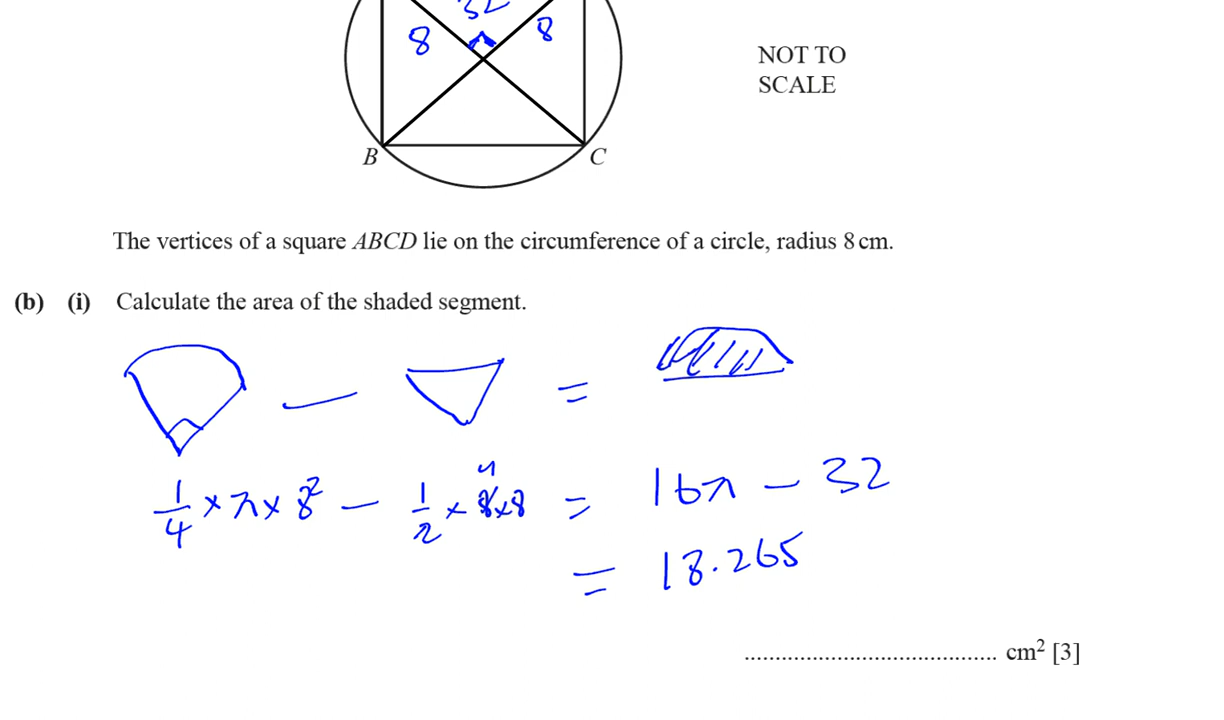 32
8 8
NOT TO
SCALE
B C
The vertices of a square ABCD lie on the circumference of a circle, radius 8 cm.
(b) (i) Calculate the area of the shaded segment.
— =
1/4 × π × 8² — 1/2 × 8 × 8 = 16π — 32
4
= 18.265
........................................ cm² [3]